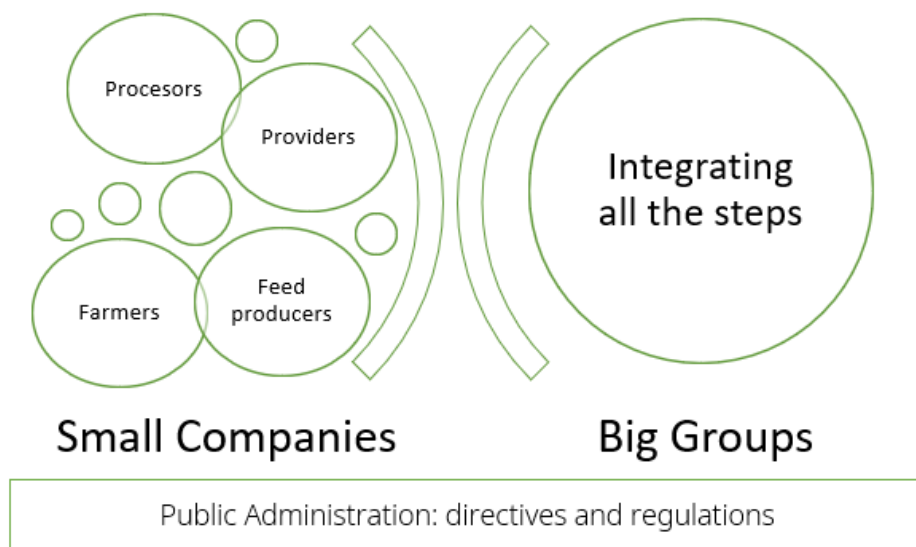 Procesors
Providers
Farmers
Feed
producers
Integrating
all the steps
Small Companies
Big Groups
Public Administration: directives and regulations